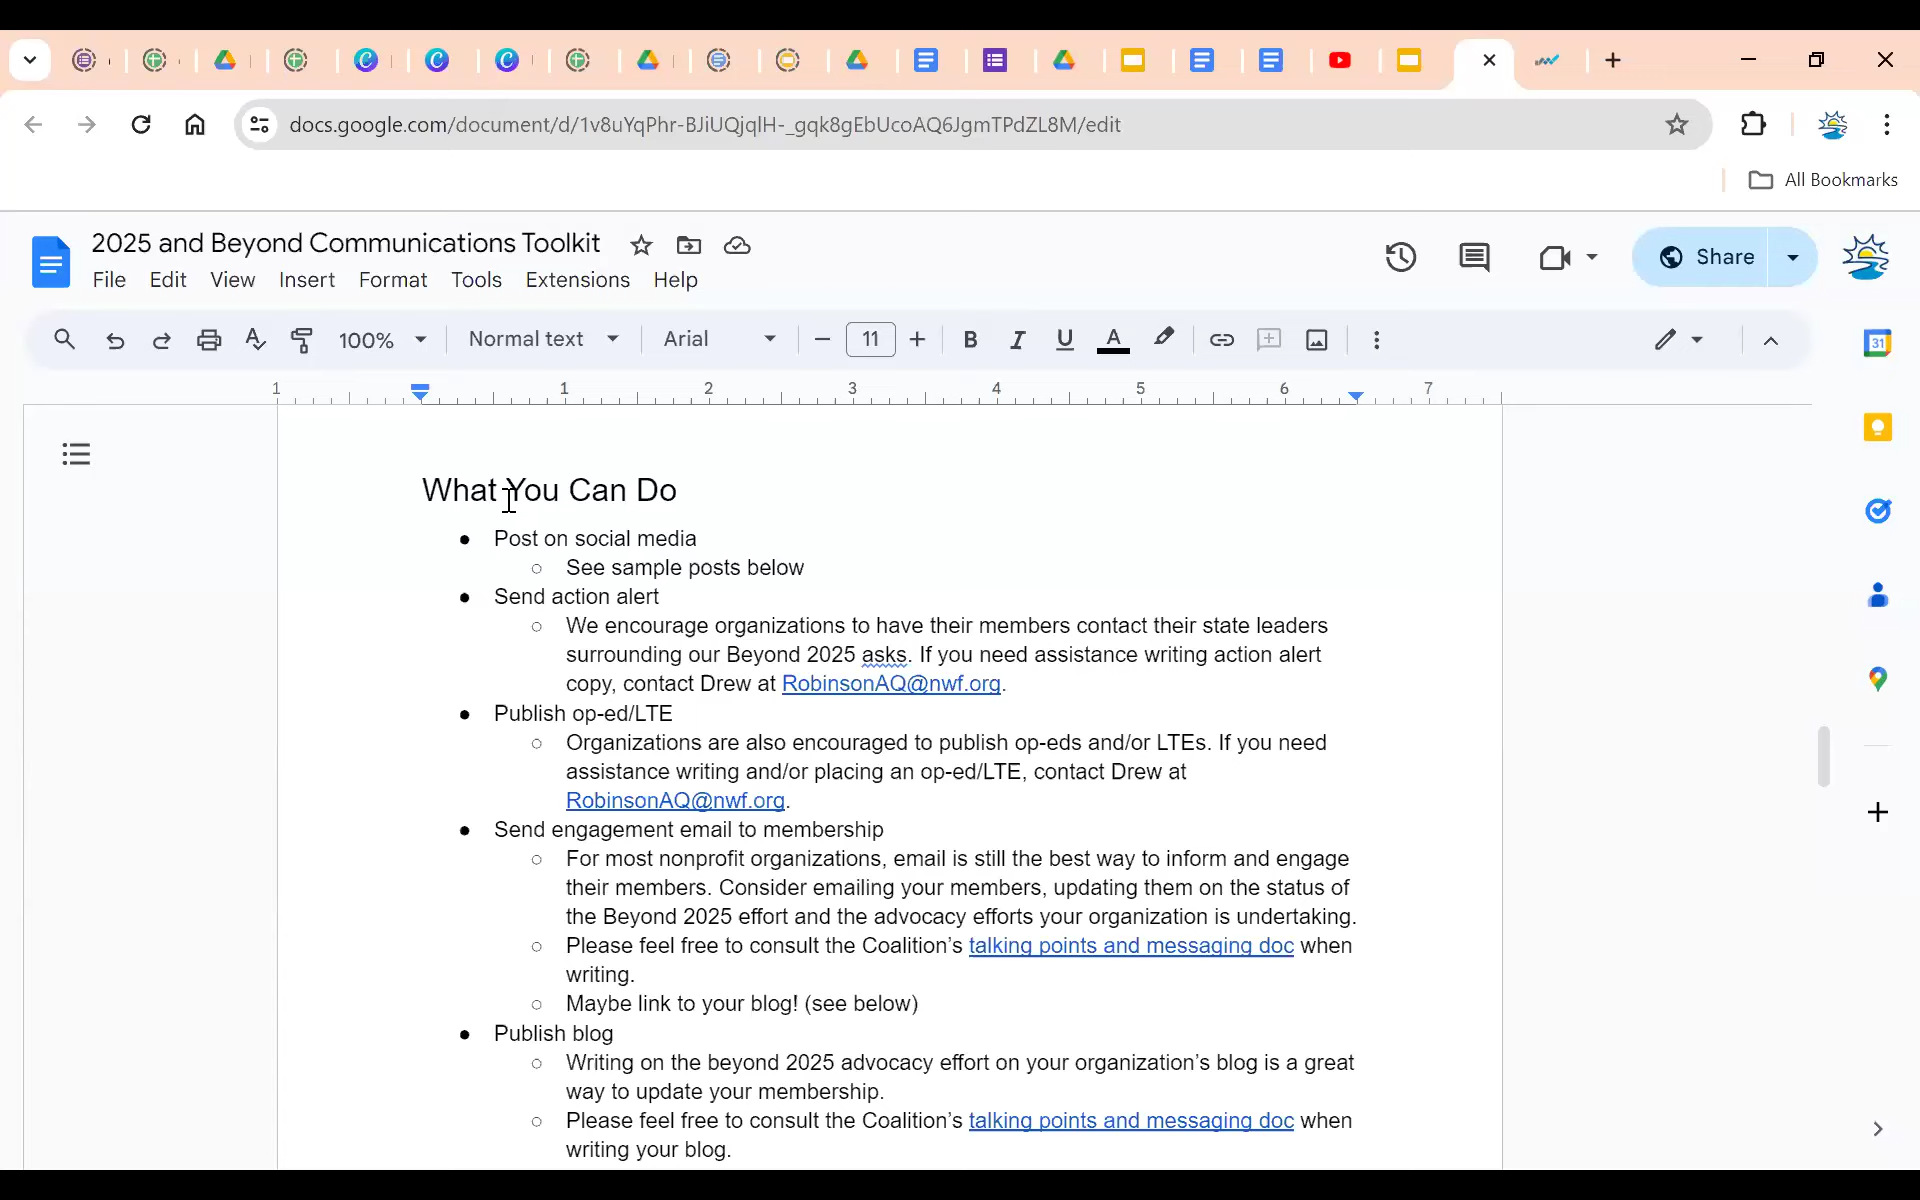 docs.google.com/document/d/1v8uYqPhr-BJiUQjqlH-_gqk8gEbUcoAQ6JgmTPdZL8M/edit
All Bookmarks
2025 and Beyond Communications Toolkit
File Edit View Insert Format Tools Extensions Help
Share
100% Normal text Arial 11 B I U A
1 1 2 3 4 5 6 7
31
What You Can Do
● Post on social media
○ See sample posts below
● Send action alert
○ We encourage organizations to have their members contact their state leaders
surrounding our Beyond 2025 asks. If you need assistance writing action alert
copy, contact Drew at RobinsonAQ@nwf.org.
● Publish op-ed/LTE
○ Organizations are also encouraged to publish op-eds and/or LTEs. If you need
assistance writing and/or placing an op-ed/LTE, contact Drew at
RobinsonAQ@nwf.org.
● Send engagement email to membership
○ For most nonprofit organizations, email is still the best way to inform and engage
their members. Consider emailing your members, updating them on the status of
the Beyond 2025 effort and the advocacy efforts your organization is undertaking.
○ Please feel free to consult the Coalition’s talking points and messaging doc when
writing.
○ Maybe link to your blog! (see below)
● Publish blog
○ Writing on the beyond 2025 advocacy effort on your organization’s blog is a great
way to update your membership.
○ Please feel free to consult the Coalition’s talking points and messaging doc when
writing your blog.